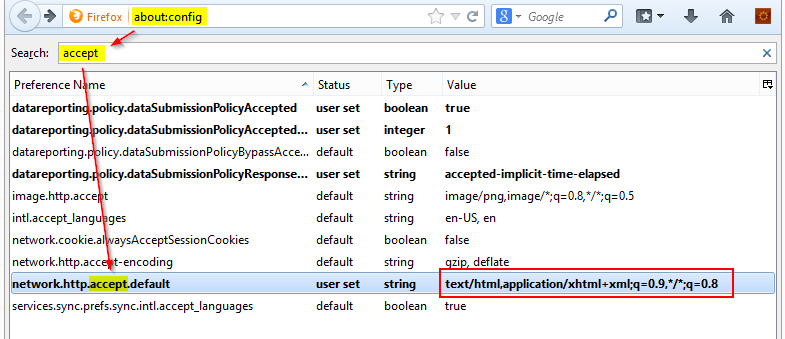 Firefox about:config Google
Search: accept
Preference Name Status Type Value
datareporting.policy.dataSubmissionPolicyAccepted user set boolean true
datareporting.policy.dataSubmissionPolicyAccepted... user set integer 1
datareporting.policy.dataSubmissionPolicyBypassAcce... default boolean false
datareporting.policy.dataSubmissionPolicyResponse... user set string accepted-implicit-time-elapsed
image.http.accept default string image/png,image/*;q=0.8,*/*;q=0.5
intl.accept_languages default string en-US, en
network.cookie.alwaysAcceptSessionCookies default boolean false
network.http.accept-encoding default string gzip, deflate
network.http.accept.default user set string text/html,application/xhtml+xml;q=0.9,*/*;q=0.8
services.sync.prefs.sync.intl.accept_languages default boolean true